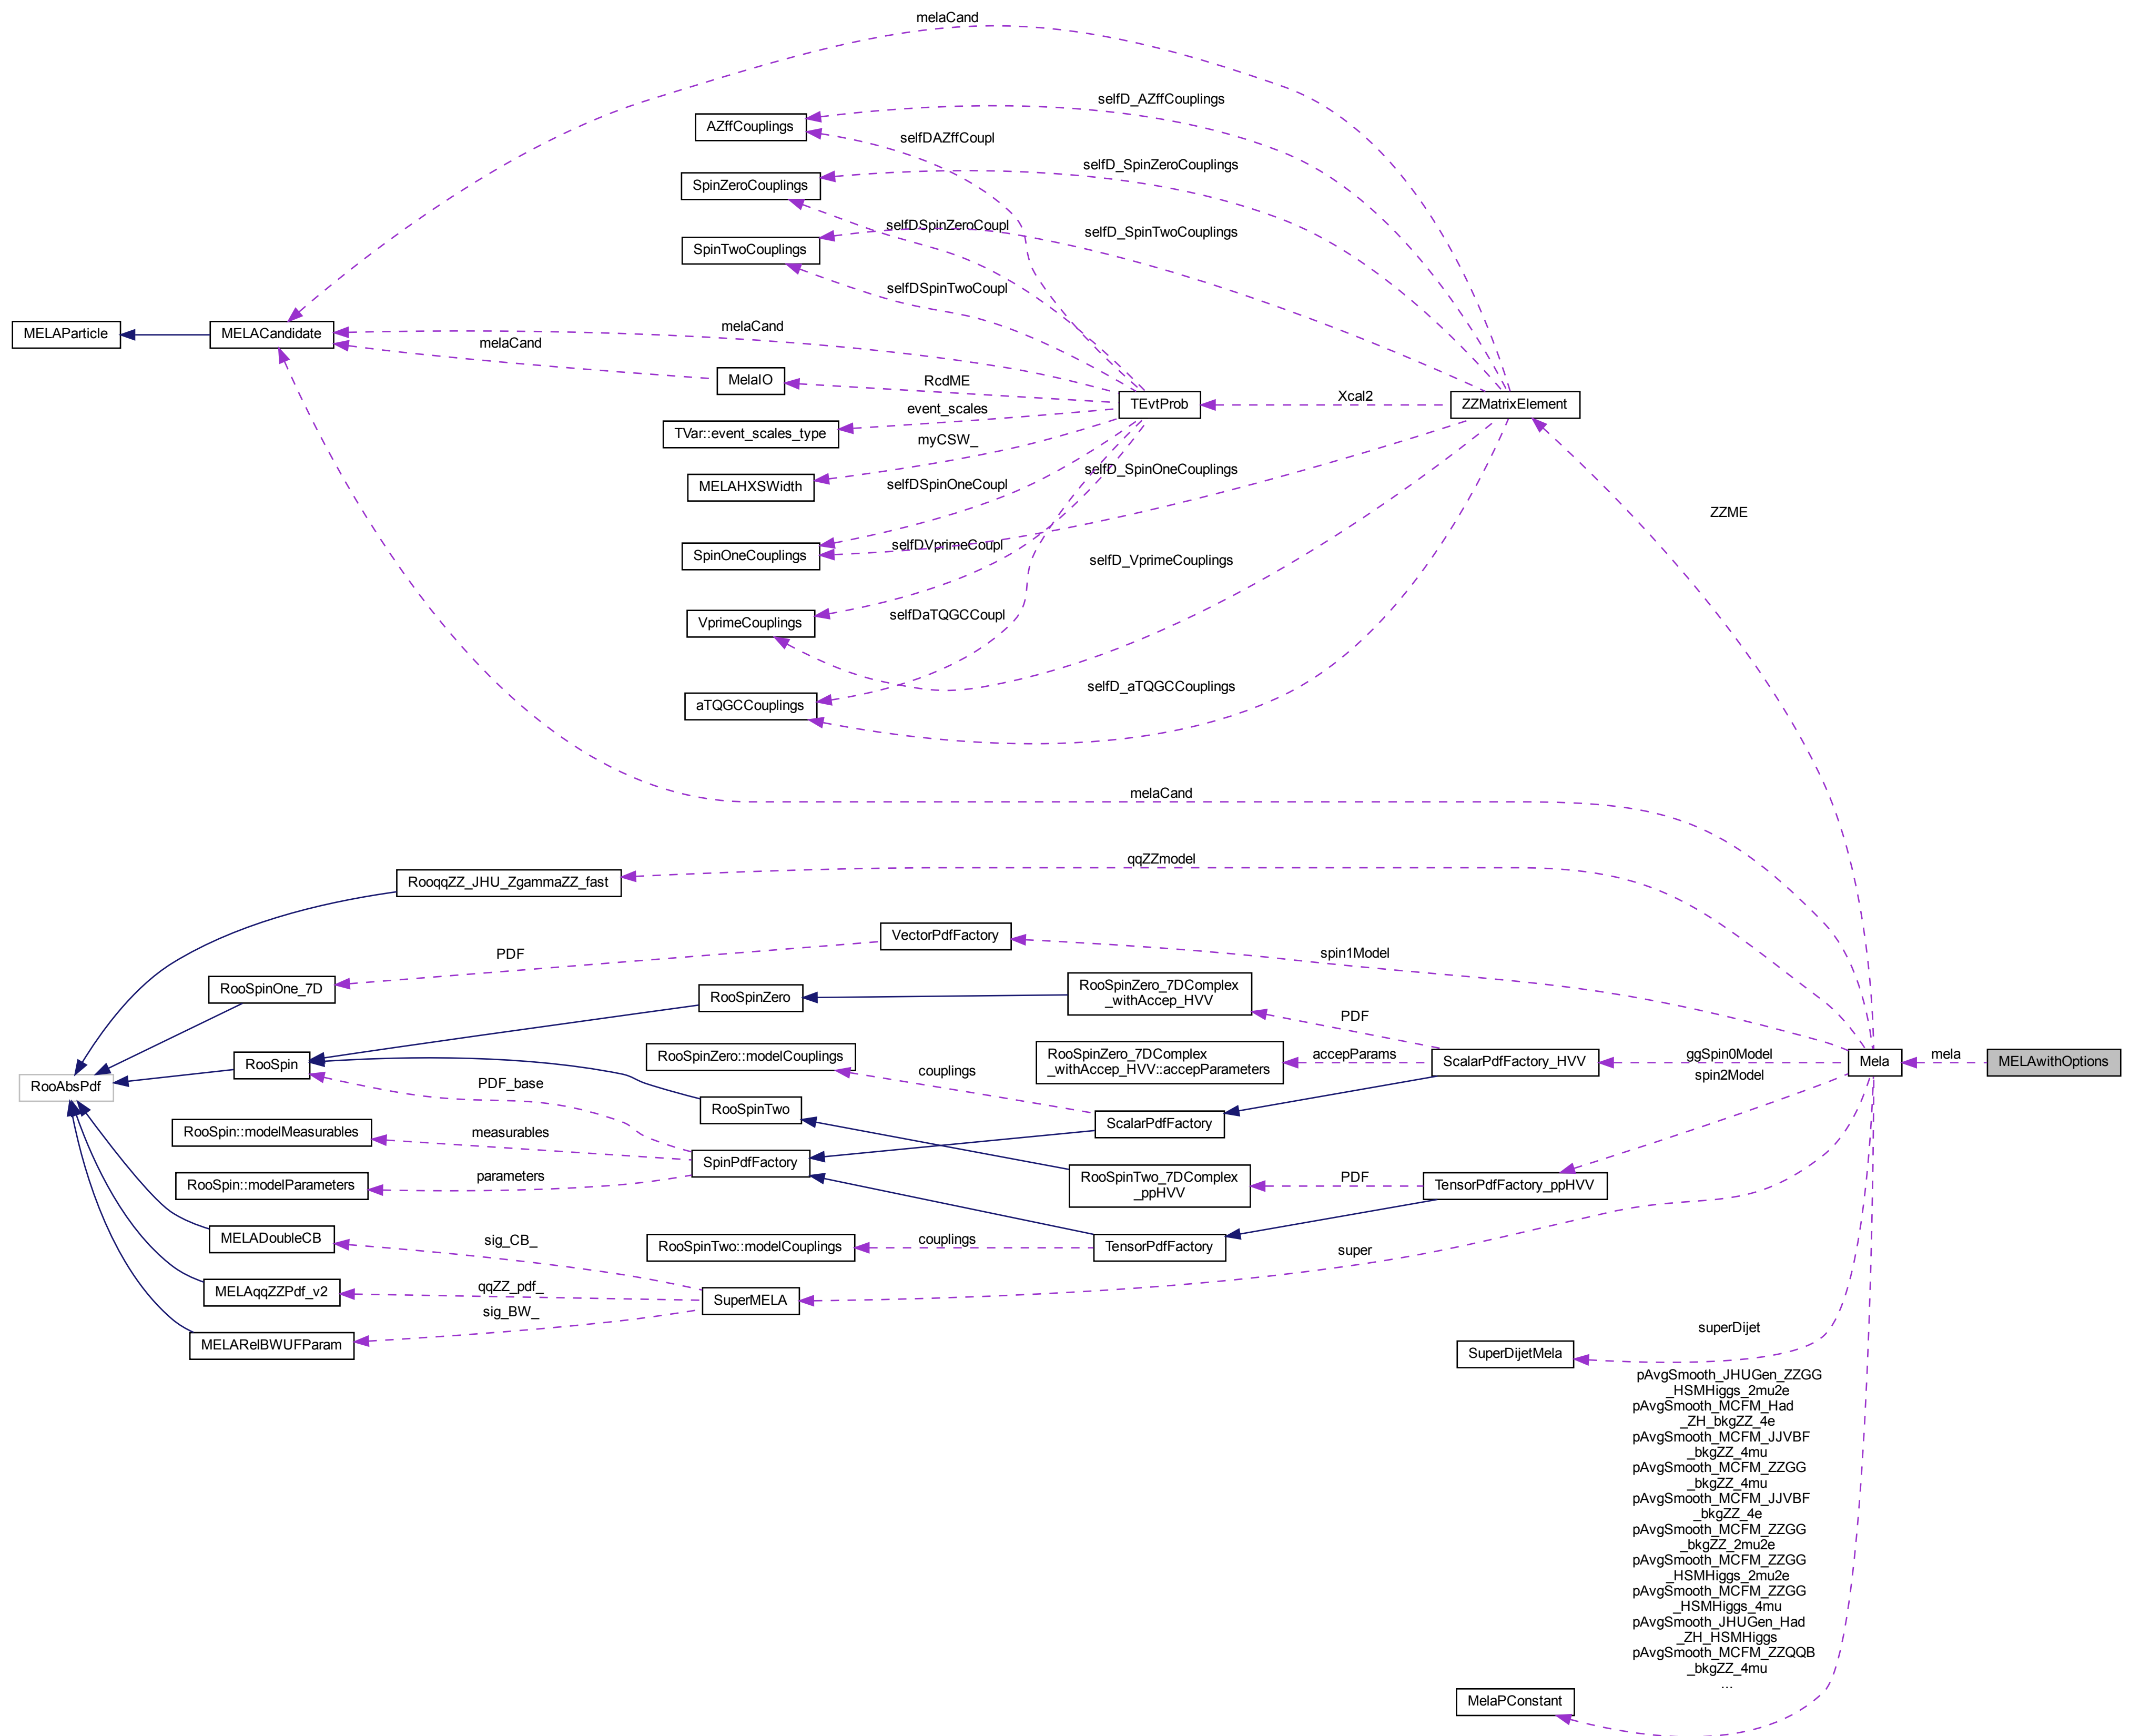 melaCand
selfD_AZffCouplings
AZffCouplings
selfDAZffCoupl
selfD_SpinZeroCouplings
SpinZeroCouplings
selfDSpinZeroCoupl
selfD_SpinTwoCouplings
SpinTwoCouplings
selfDSpinTwoCoupl
MELAParticle
MELACandidate
melaCand
melaCand
MelaIO
RcdME
TEvtProb
Xcal2
ZZMatrixElement
event_scales
TVar::event_scales_type
myCSW_
MELAHXSWidth
selfDSpinOneCoupl
selfD_SpinOneCouplings
ZZME
SpinOneCouplings
selfDVprimeCoupl
selfD_VprimeCouplings
VprimeCouplings
selfDaTQGCCoupl
selfD_aTQGCCouplings
aTQGCCouplings
melaCand
qqZZmodel
RooqqZZ_JHU_ZgammaZZ_fast
VectorPdfFactory
PDF
spin1Model
RooSpinOne_7D
RooSpinZero
RooSpinZero_7DComplex
_withAccep_HVV
PDF
RooSpin
RooSpinZero::modelCouplings
RooSpinZero_7DComplex
_withAccep_HVV::accepParameters
accepParams
ScalarPdfFactory_HVV
ggSpin0Model
Mela
mela
MELAwithOptions
RooAbsPdf
PDF_base
couplings
spin2Model
RooSpinTwo
ScalarPdfFactory
RooSpin::modelMeasurables
measurables
SpinPdfFactory
RooSpin::modelParameters
parameters
RooSpinTwo_7DComplex
_ppHVV
PDF
TensorPdfFactory_ppHVV
MELADoubleCB
sig_CB_
RooSpinTwo::modelCouplings
couplings
TensorPdfFactory
super
MELAqqZZPdf_v2
qqZZ_pdf_
SuperMELA
sig_BW_
MELARelBWUFParam
superDijet
SuperDijetMela
pAvgSmooth_JHUGen_ZZGG
_HSMHiggs_2mu2e
pAvgSmooth_MCFM_Had
_ZH_bkgZZ_4e
pAvgSmooth_MCFM_JJVBF
_bkgZZ_4mu
pAvgSmooth_MCFM_ZZGG
_bkgZZ_4mu
pAvgSmooth_MCFM_JJVBF
_bkgZZ_4e
pAvgSmooth_MCFM_ZZGG
_bkgZZ_2mu2e
pAvgSmooth_MCFM_ZZGG
_HSMHiggs_2mu2e
pAvgSmooth_MCFM_ZZGG
_HSMHiggs_4mu
pAvgSmooth_JHUGen_Had
_ZH_HSMHiggs
pAvgSmooth_MCFM_ZZQQB
_bkgZZ_4mu
...
MelaPConstant